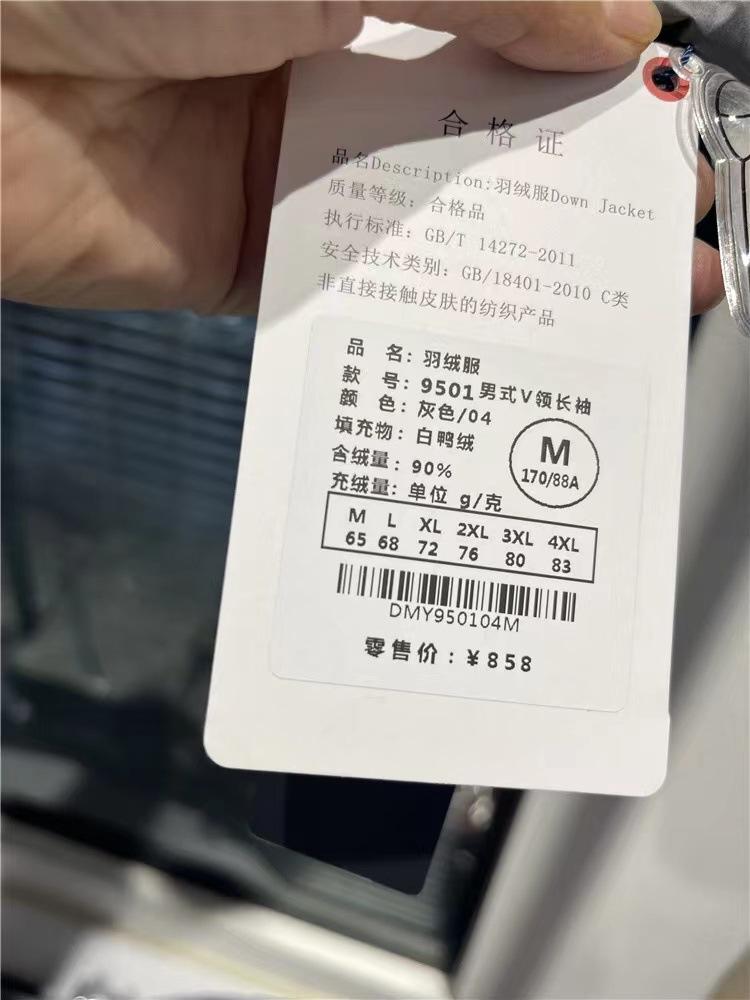 合格证
品名Description:羽绒服Down Jacket
质量等级：合格品
执行标准：GB/T 14272-2011
安全技术类别：GB/18401-2010 C类
非直接接触皮肤的纺织产品
品 名：羽绒服
款 号：9501男式V领长袖
颜 色：灰色/04
填充物：白鸭绒
含绒量：90%
M
170/88A
充绒量：单位 g/克
M L XL 2XL 3XL 4XL
65 68 72 76 80 83
DMY950104M
零售价：¥858